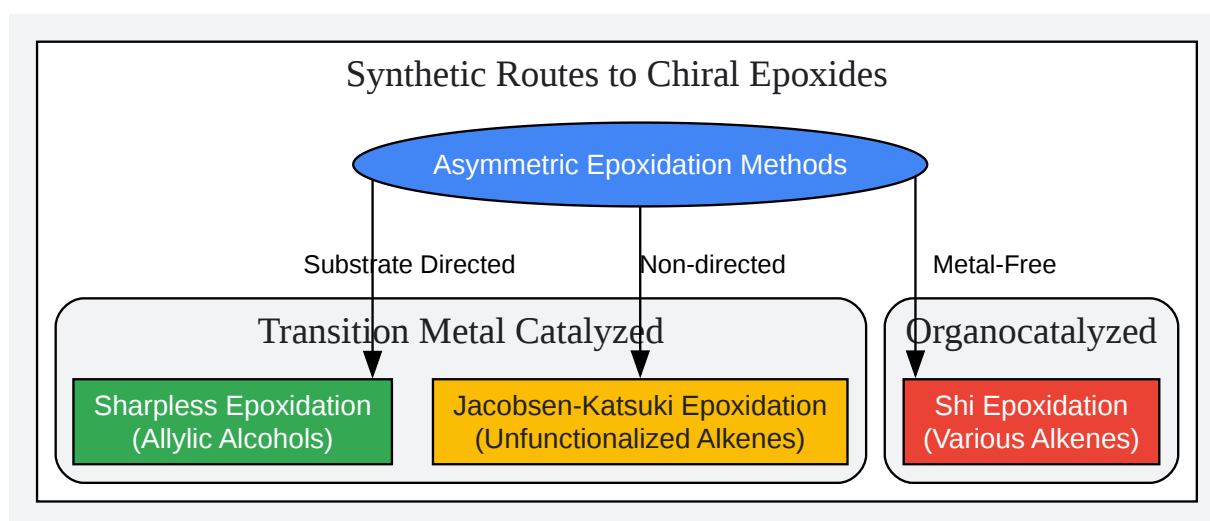 Synthetic Routes to Chiral Epoxides
Asymmetric Epoxidation Methods
Substrate Directed
Non-directed
Metal-Free
Transition Metal Catalyzed
Organocatalyzed
Sharpless Epoxidation
(Allylic Alcohols)
Jacobsen-Katsuki Epoxidation
(Unfunctionalized Alkenes)
Shi Epoxidation
(Various Alkenes)